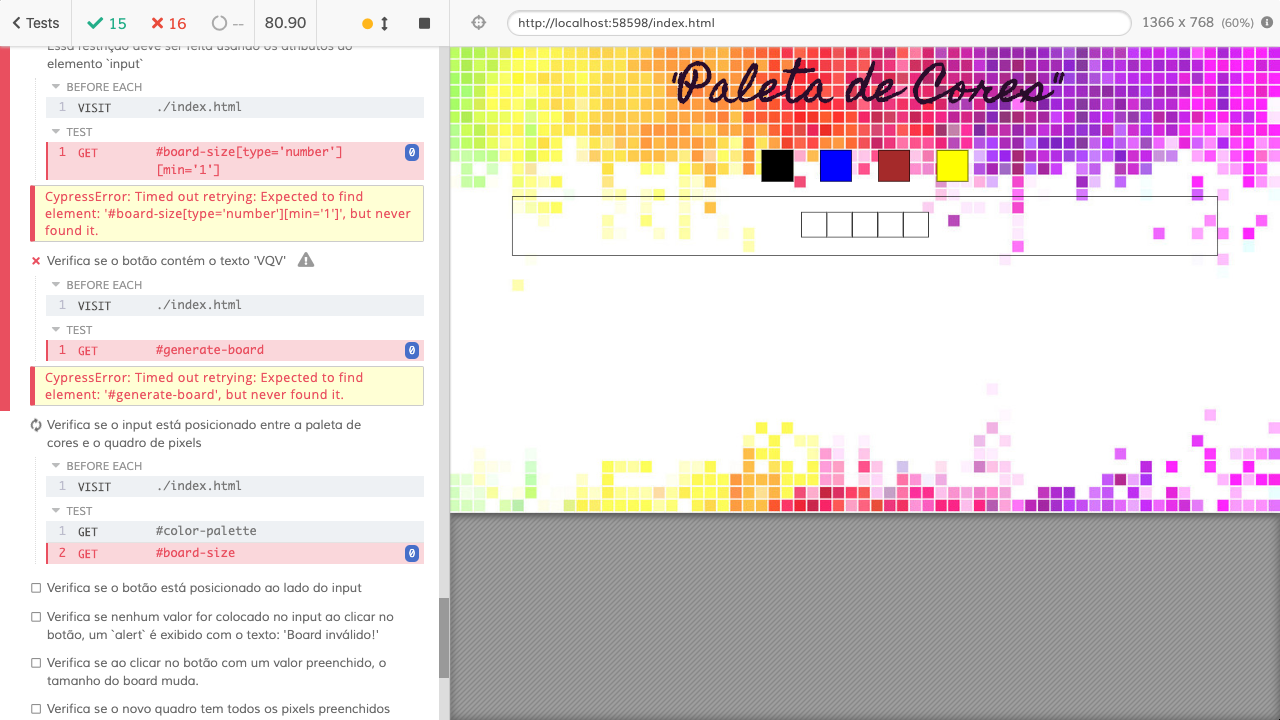 Tests
15
16
--
80.90
http://localhost:58598/index.html
1366 x 768 (60%)
Essa restrição deve ser feita usando os atributos do
elemento `input`
BEFORE EACH
1 VISIT ./index.html
TEST
1 GET #board-size[type='number']
[min='1'] 0
CypressError: Timed out retrying: Expected to find
element: '#board-size[type='number'][min='1']', but never
found it.
Verifica se o botão contém o texto 'VQV'
BEFORE EACH
1 VISIT ./index.html
TEST
1 GET #generate-board 0
CypressError: Timed out retrying: Expected to find
element: '#generate-board', but never found it.
Verifica se o input está posicionado entre a paleta de
cores e o quadro de pixels
BEFORE EACH
1 VISIT ./index.html
TEST
1 GET #color-palette
2 GET #board-size 0
Verifica se o botão está posicionado ao lado do input
Verifica se nenhum valor for colocado no input ao clicar no
botão, um `alert` é exibido com o texto: 'Board inválido!'
Verifica se ao clicar no botão com um valor preenchido, o
tamanho do board muda.
Verifica se o novo quadro tem todos os pixels preenchidos
"Paleta de Cores"